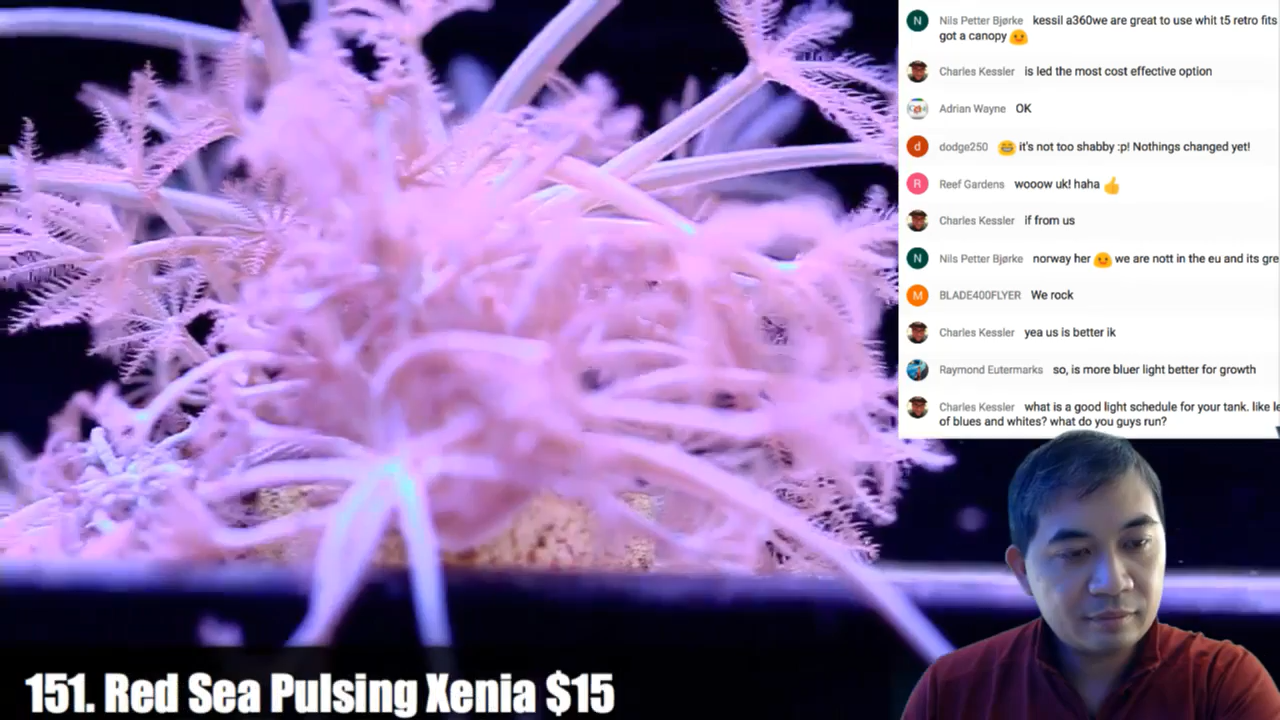 N Nils Petter Bjørke kessil a360we are great to use whit t5 retro fits
got a canopy
Charles Kessler is led the most cost effective option
Adrian Wayne OK
d dodge250 it's not too shabby :p! Nothings changed yet!
R Reef Gardens wooow uk! haha
Charles Kessler if from us
N Nils Petter Bjørke norway her we are nott in the eu and its gre
M BLADE400FLYER We rock
Charles Kessler yea us is better ik
Raymond Eutermarks so, is more bluer light better for growth
Charles Kessler what is a good light schedule for your tank. like
of blues and whites? what do you guys run?
151. Red Sea Pulsing Xenia $15